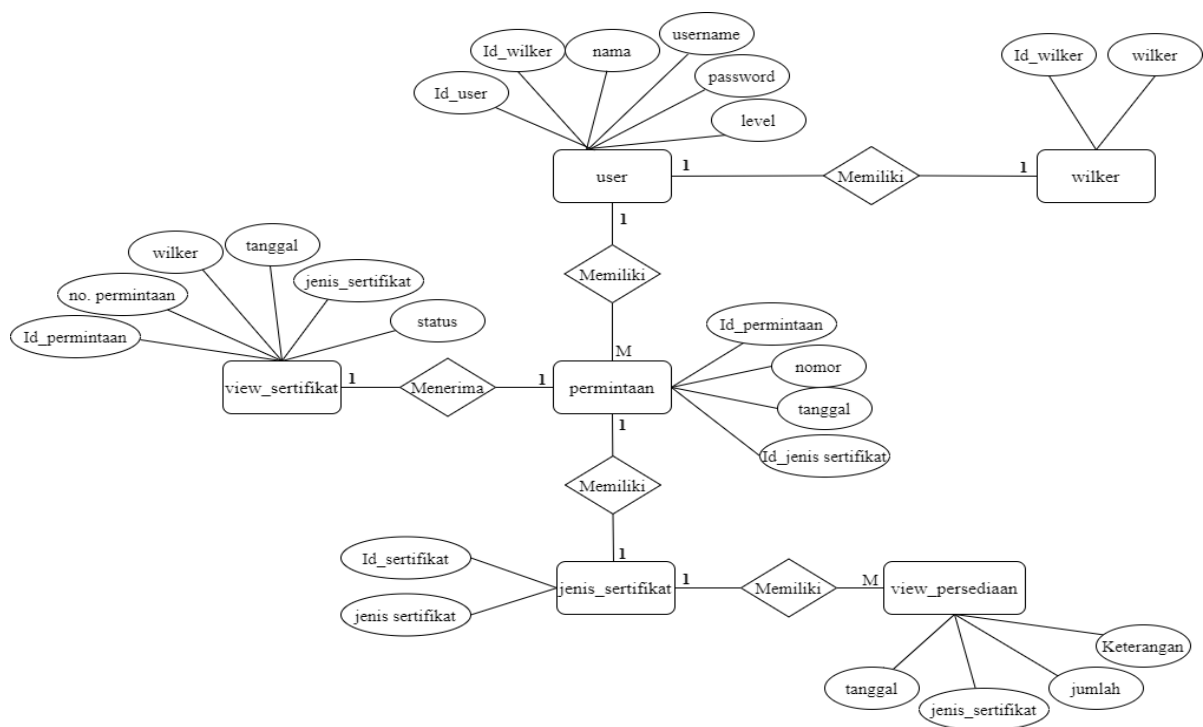 username
Id_wilker
nama
Id_wilker
wilker
password
Id_user
level
user
1
Memiliki
1
wilker
1
tanggal
wilker
Memiliki
jenis_sertifikat
no. permintaan
Id_permintaan
status
Id_permintaan
M
nomor
view_sertifikat
1
Menerima
1
permintaan
tanggal
1
Id_jenis sertifikat
Memiliki
1
Id_sertifikat
jenis_sertifikat
1
Memiliki
M
view_persediaan
jenis sertifikat
Keterangan
tanggal
jumlah
jenis_sertifikat